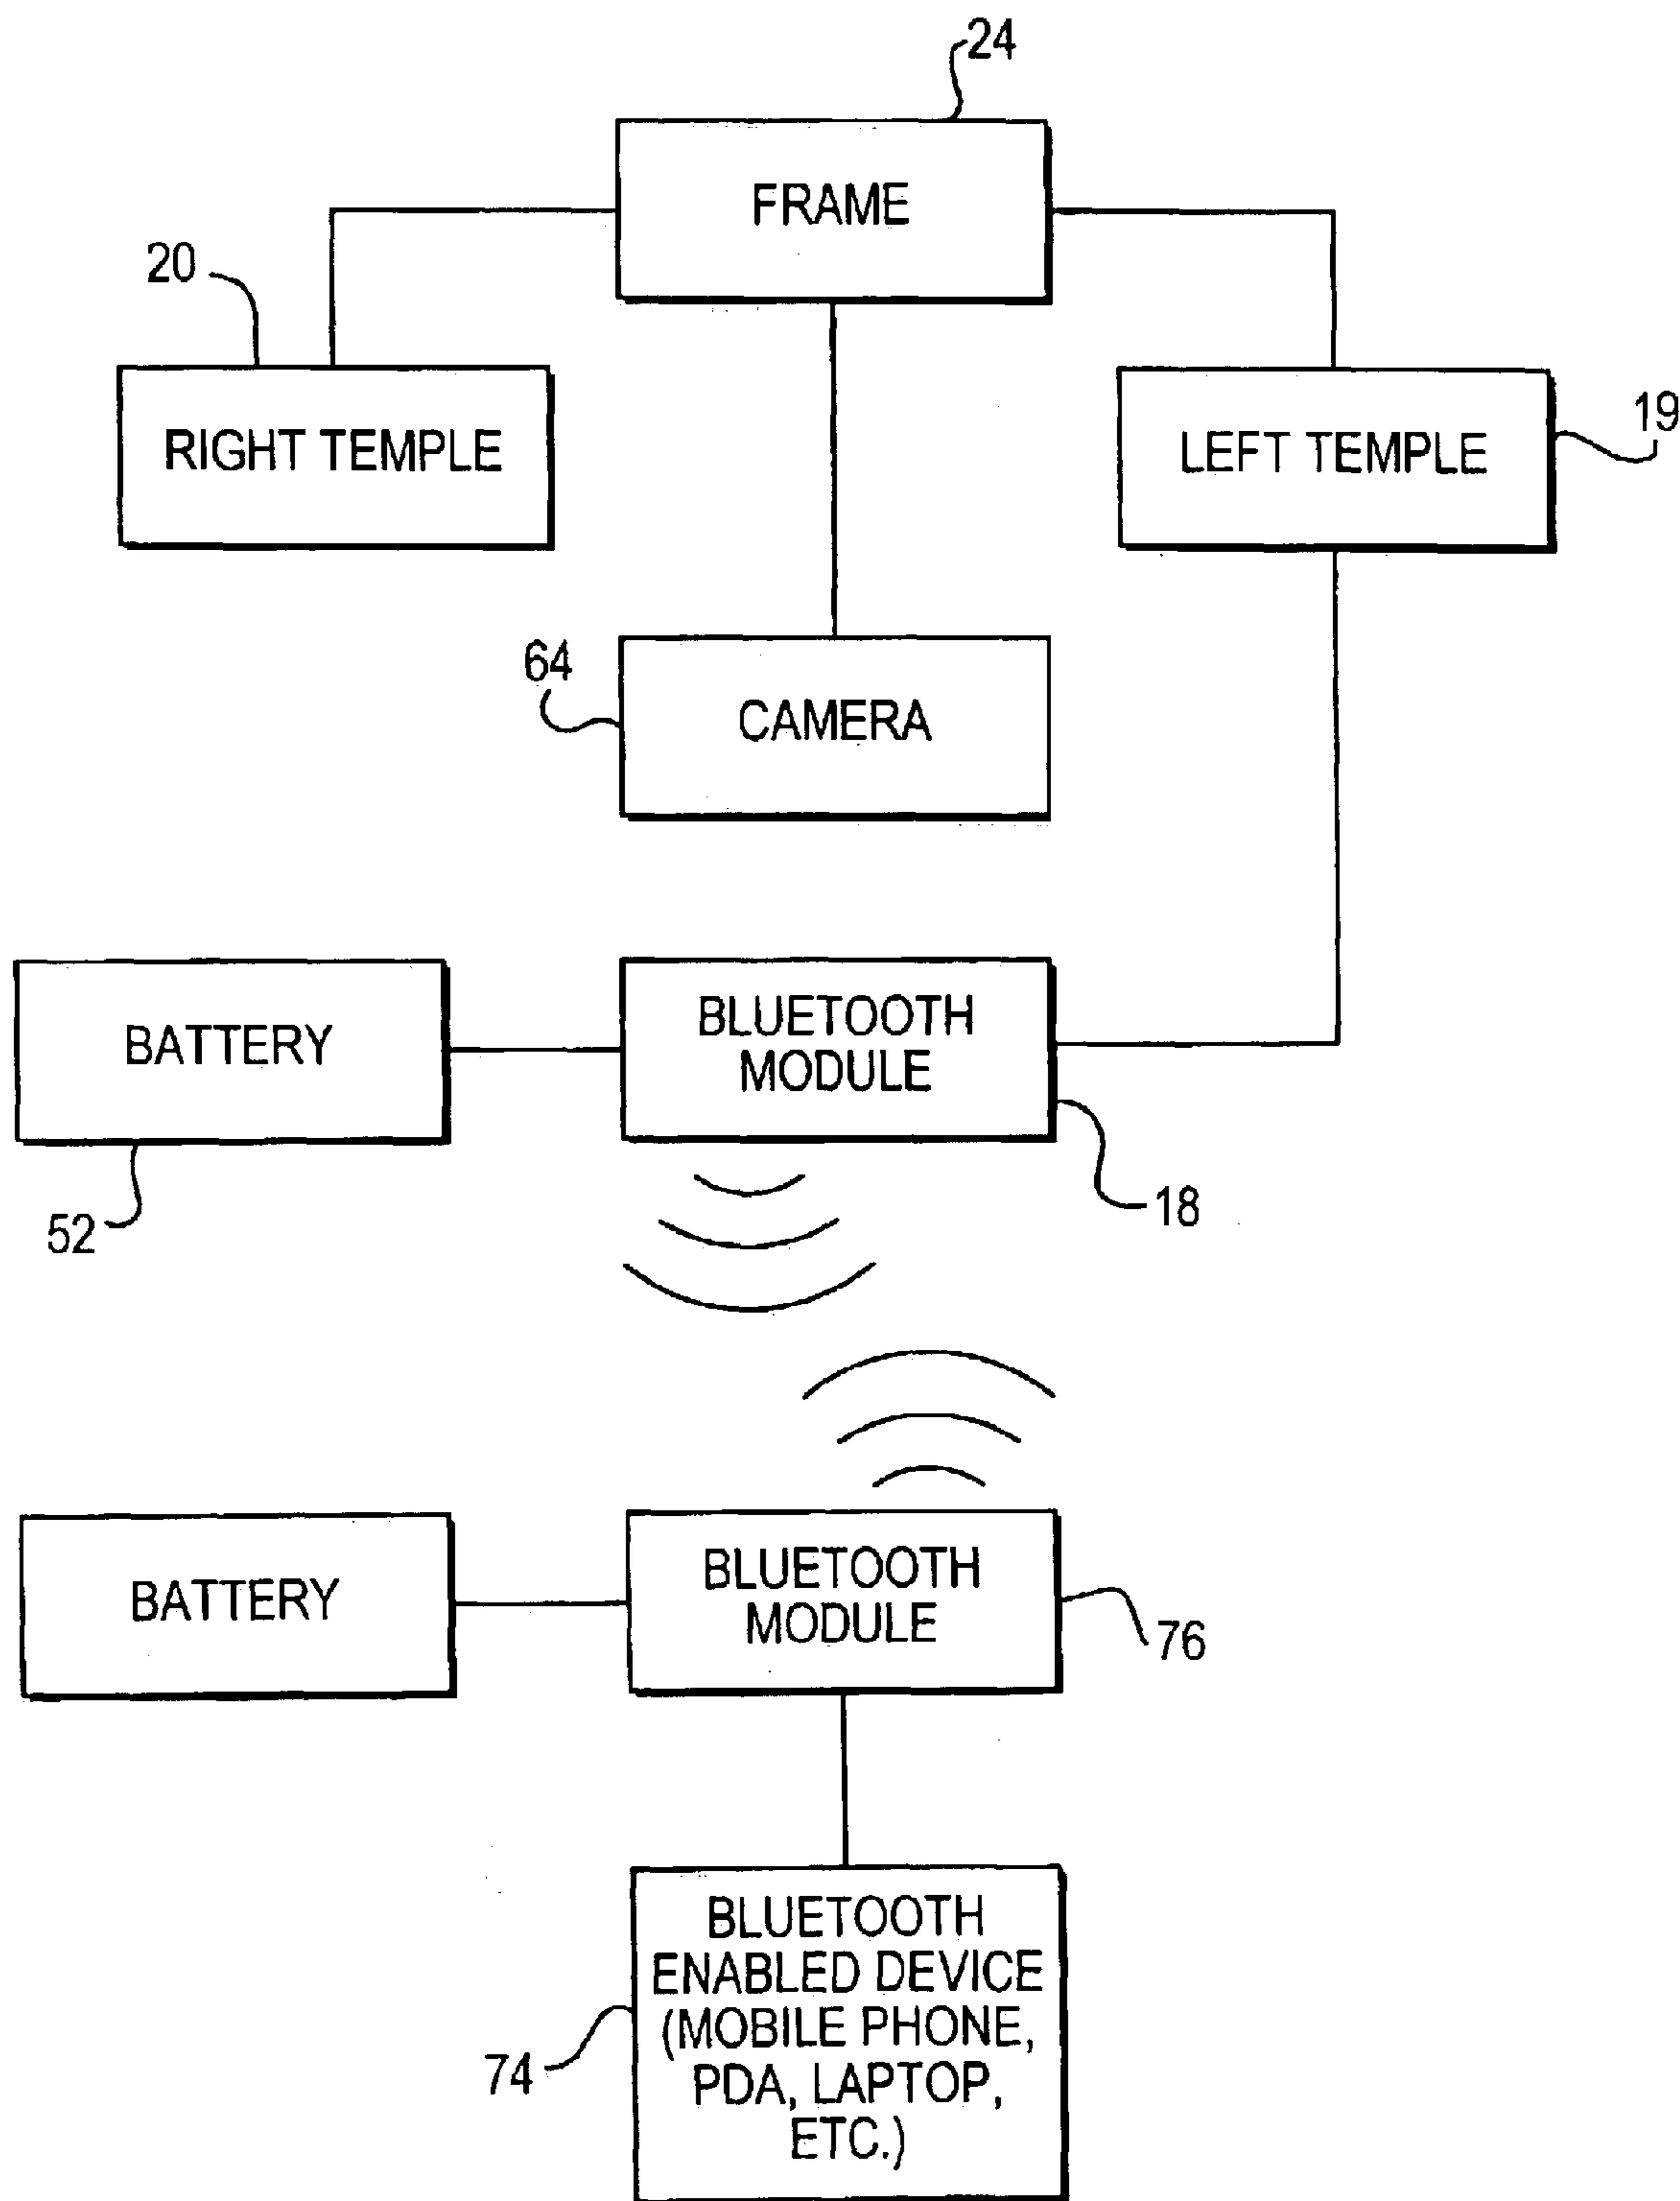 24
FRAME
20
RIGHT TEMPLE
LEFT TEMPLE
19
64
CAMERA
BATTERY
BLUETOOTH
MODULE
52
18
BATTERY
BLUETOOTH
MODULE
76
BLUETOOTH
ENABLED DEVICE
(MOBILE PHONE,
PDA, LAPTOP,
ETC.)
74